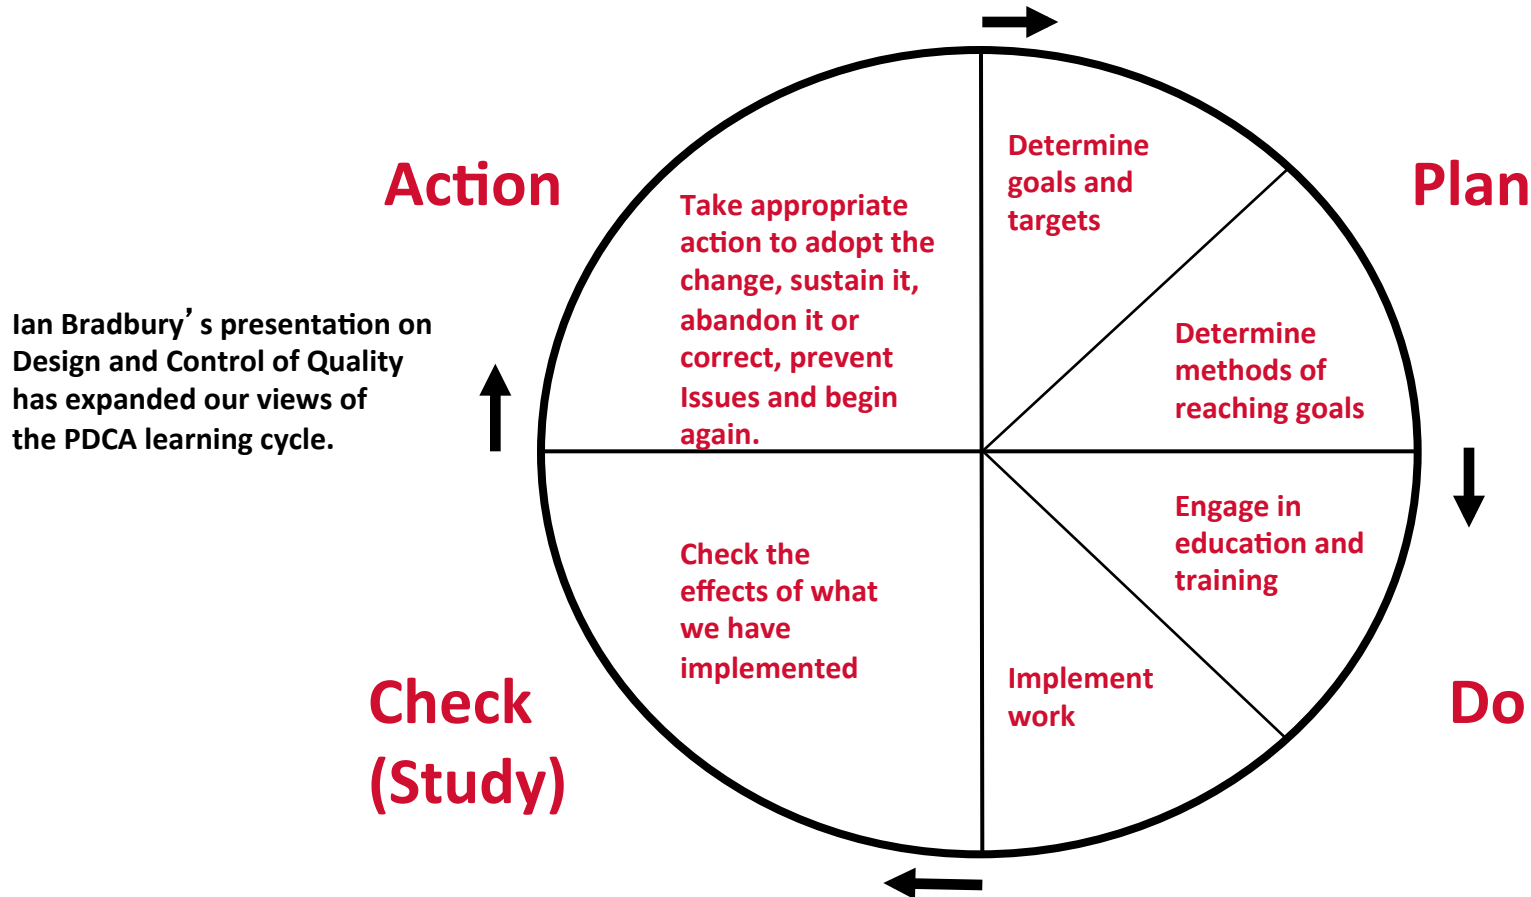 Action
Plan
Determine
goals and
targets
Take appropriate
action to adopt the
change, sustain it,
abandon it or
correct, prevent
Issues and begin
again.
Ian Bradbury’ s presentation on
Design and Control of Quality
has expanded our views of
the PDCA learning cycle.
Determine
methods of
reaching goals
Engage in
education and
training
Check the
effects of what
we have
implemented
Implement
work
Check
(Study)
Do